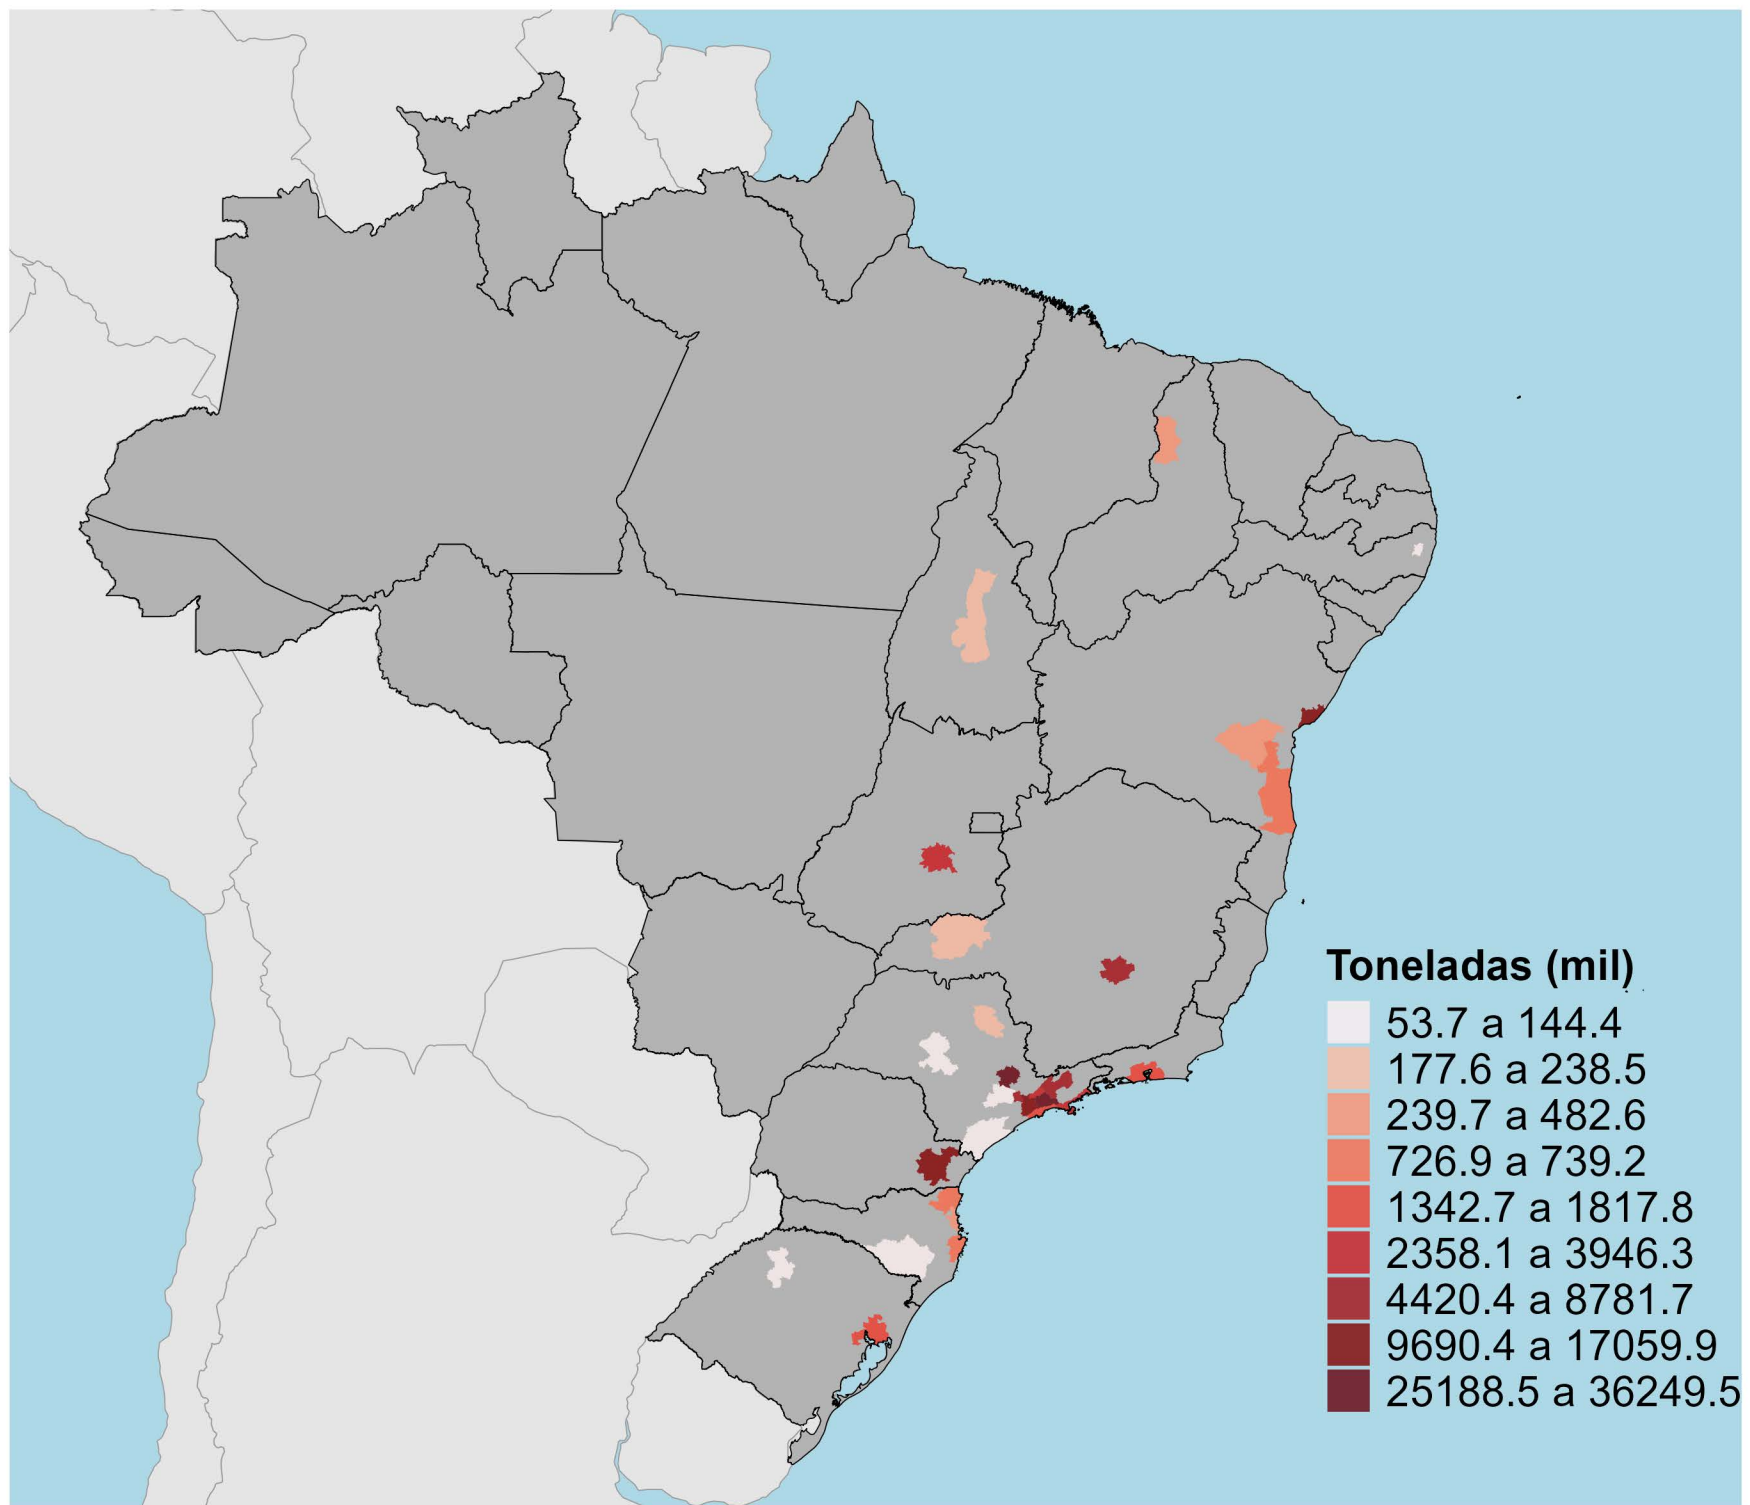 Toneladas (mil)
53.7 a 144.4
177.6 a 238.5
239.7 a 482.6
726.9 a 739.2
1342.7 a 1817.8
2358.1 a 3946.3
4420.4 a 8781.7
9690.4 a 17059.9
25188.5 a 36249.5